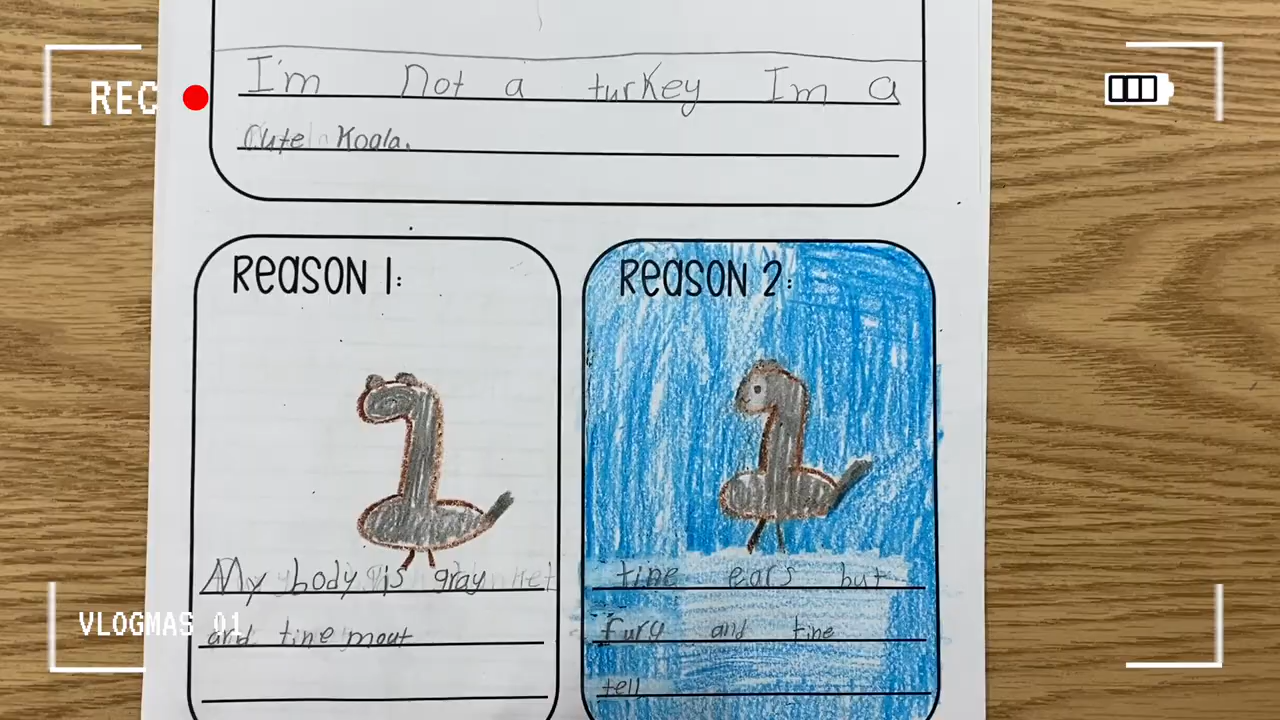 I'm not a turkey Im a
REC
cute Koala.
REASON 1:
REASON 2:
My body is gray
and tine mout
tine ears but
fury and tine
tell
VLOGMAS 01